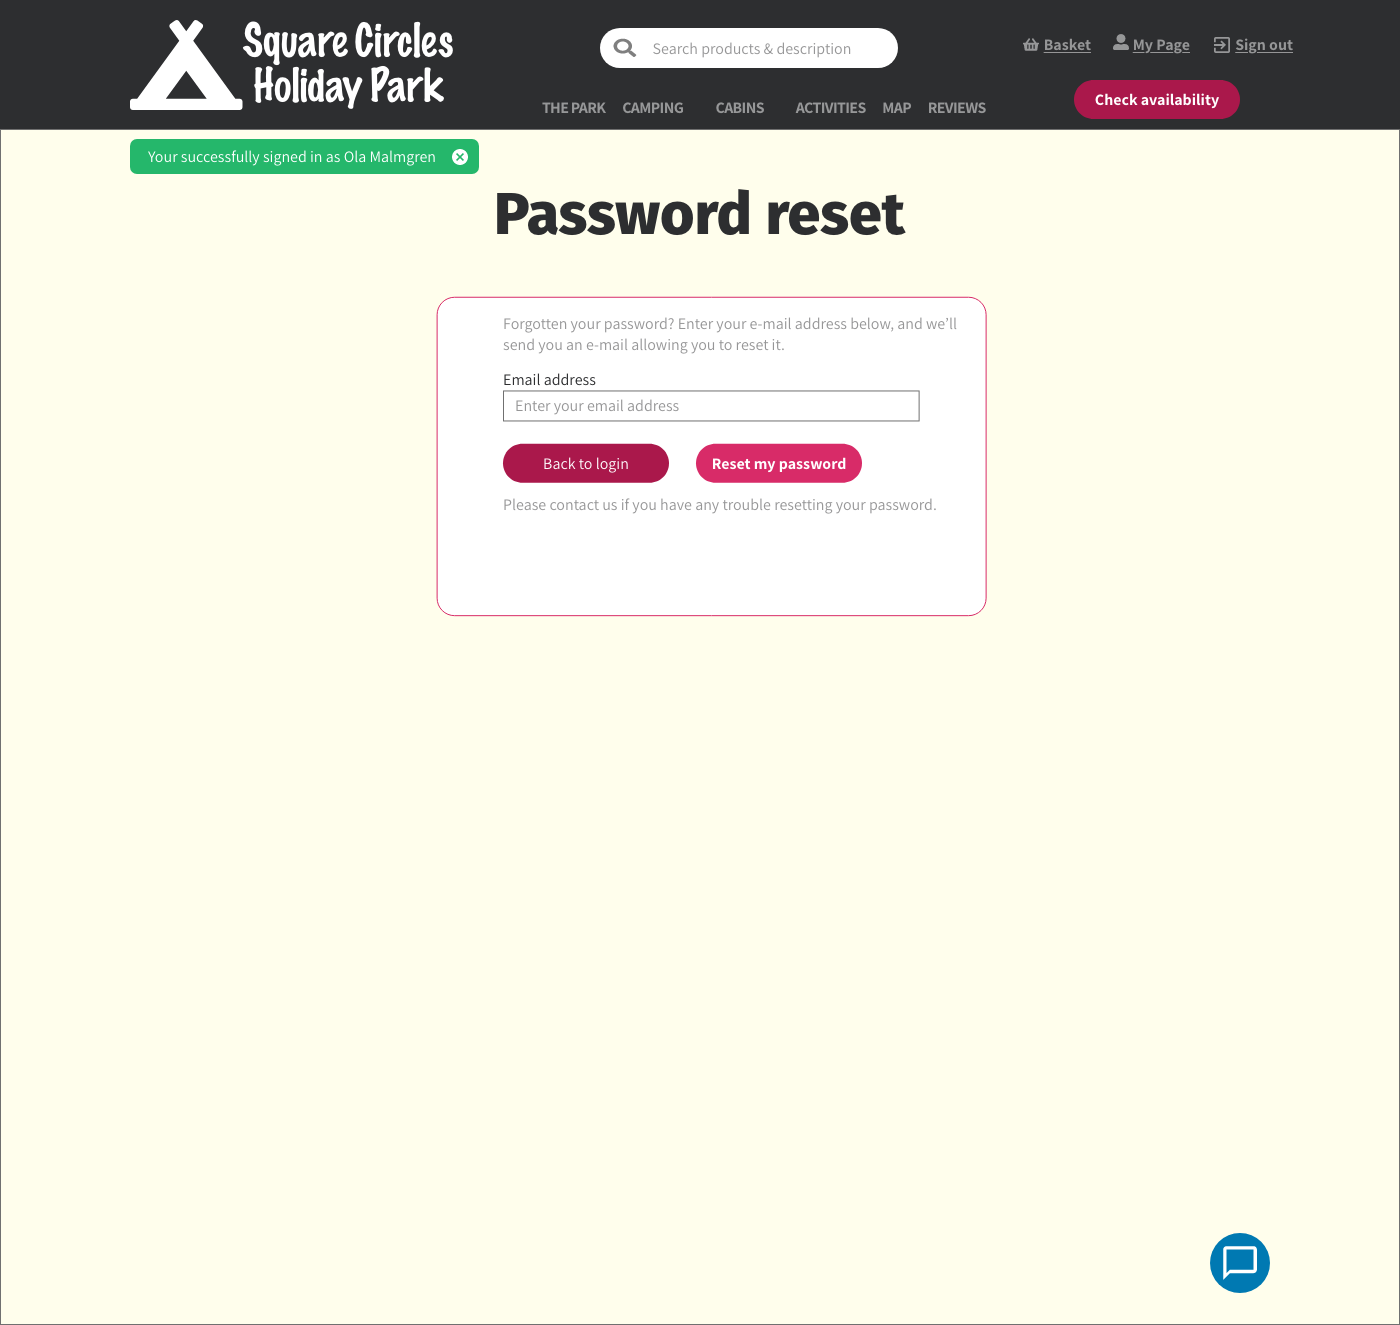 Square Circles
Holiday Park
Search products & description
Basket
My Page
Sign out
THE PARK CAMPING CABINS ACTIVITIES MAP REVIEWS
Check availability
Your successfully signed in as Ola Malmgren
Password reset
Forgotten your password? Enter your e-mail address below, and we'll
send you an e-mail allowing you to reset it.
Email address
Enter your email address
Back to login
Reset my password
Please contact us if you have any trouble resetting your password.